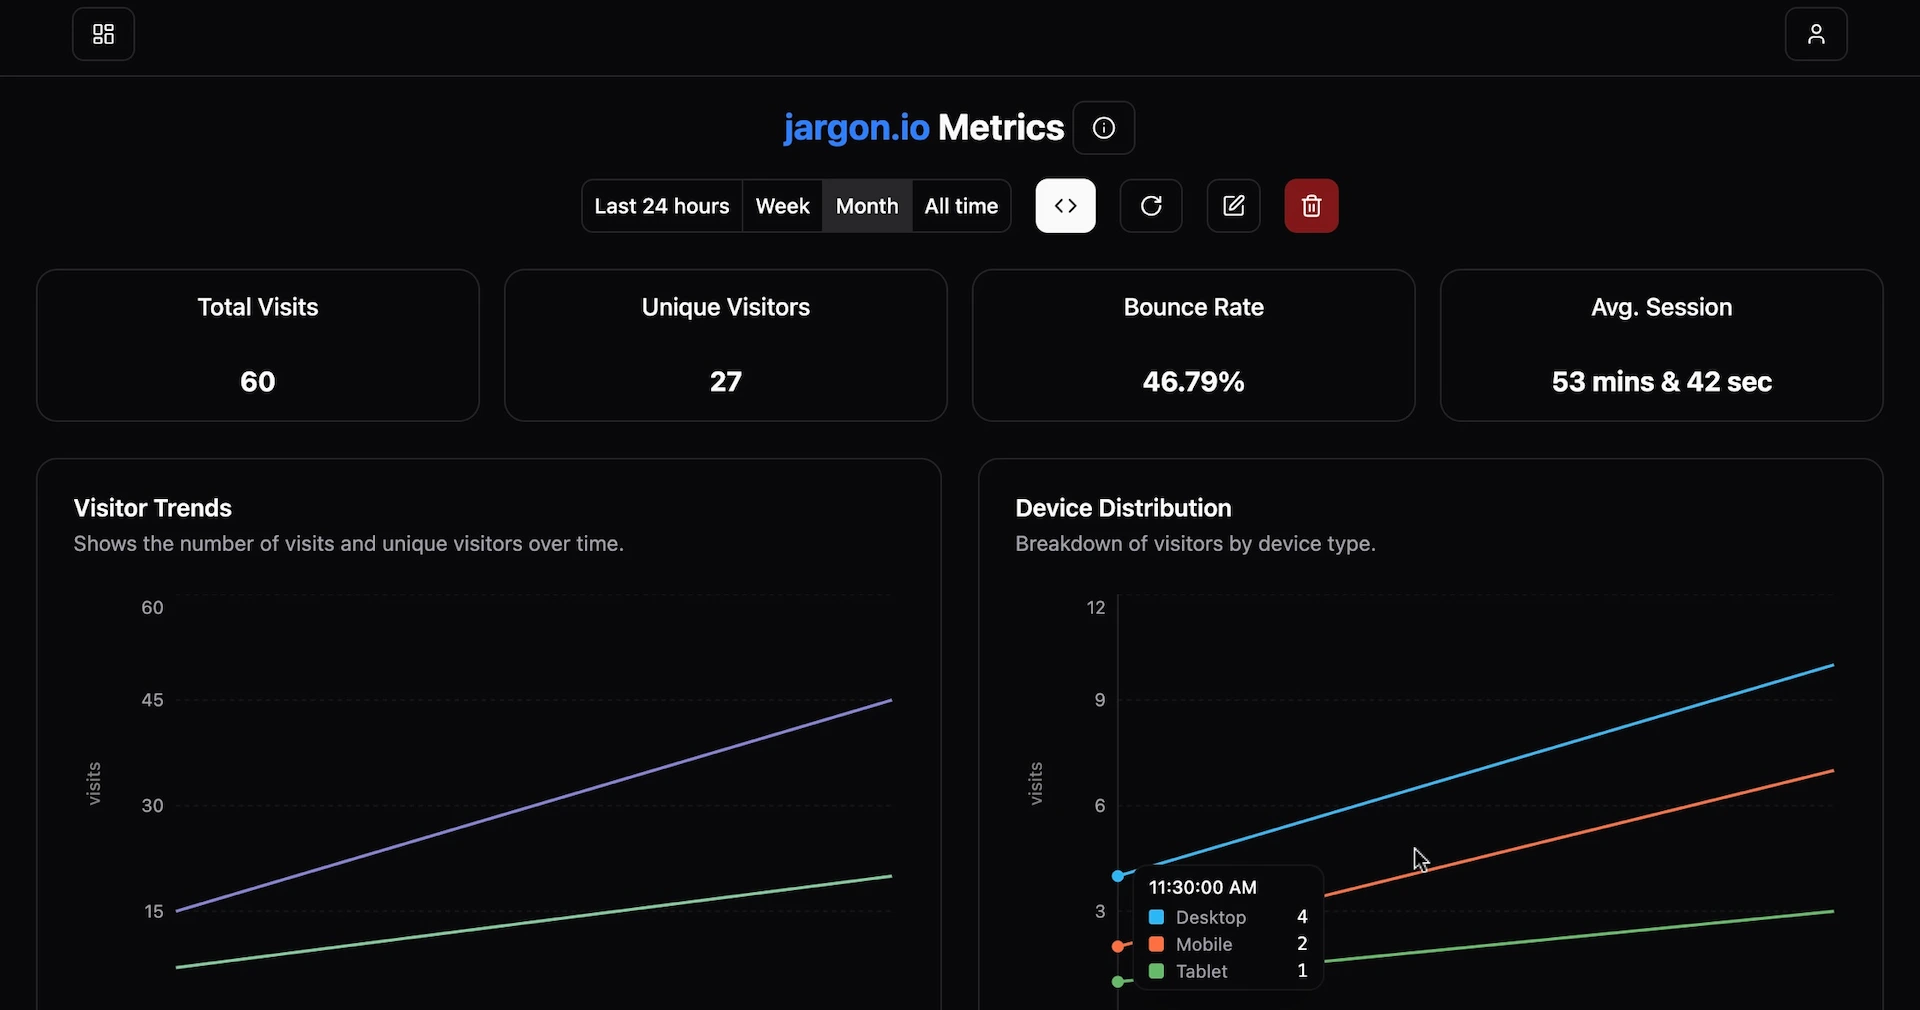 jargon.io Metrics
Last 24 hours Week Month All time
Total Visits
60
Unique Visitors
27
Bounce Rate
46.79%
Avg. Session
53 mins & 42 sec
Visitor Trends
Shows the number of visits and unique visitors over time.
60
45
30
15
visits
Device Distribution
Breakdown of visitors by device type.
12
9
6
3
visits
11:30:00 AM
Desktop 4
Mobile 2
Tablet 1